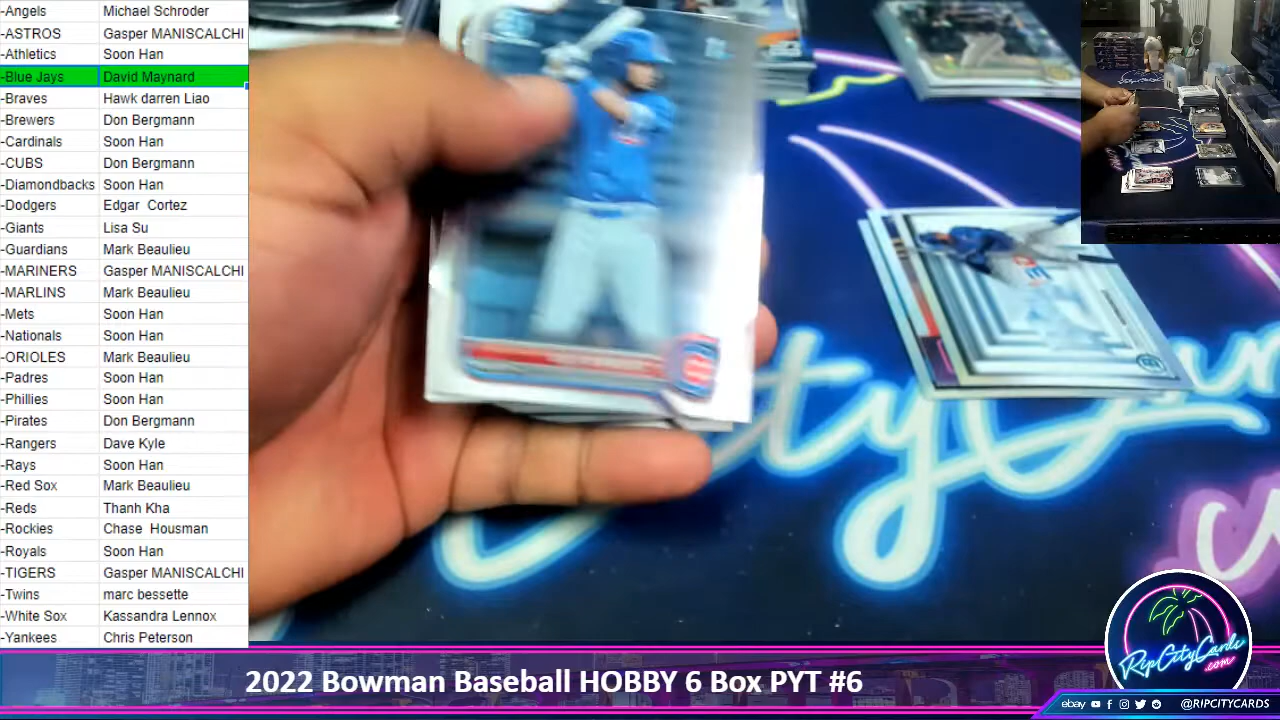 -Angels Michael Schroder
-ASTROS Gasper MANISCALCHI
-Athletics Soon Han
-Blue Jays David Maynard
-Braves Hawk darren Liao
-Brewers Don Bergmann
-Cardinals Soon Han
-CUBS Don Bergmann
-Diamondbacks Soon Han
-Dodgers Edgar Cortez
-Giants Lisa Su
-Guardians Mark Beaulieu
-MARINERS Gasper MANISCALCHI
-MARLINS Mark Beaulieu
-Mets Soon Han
-Nationals Soon Han
-ORIOLES Mark Beaulieu
-Padres Soon Han
-Phillies Soon Han
-Pirates Don Bergmann
-Rangers Dave Kyle
-Rays Soon Han
-Red Sox Mark Beaulieu
-Reds Thanh Kha
-Rockies Chase Housman
-Royals Soon Han
-TIGERS Gasper MANISCALCHI
-Twins marc bessette
-White Sox Kassandra Lennox
-Yankees Chris Peterson
2022 Bowman Baseball HOBBY 6 Box PYT #6
RipCityCards
.com
ebay @RIPCITYCARDS